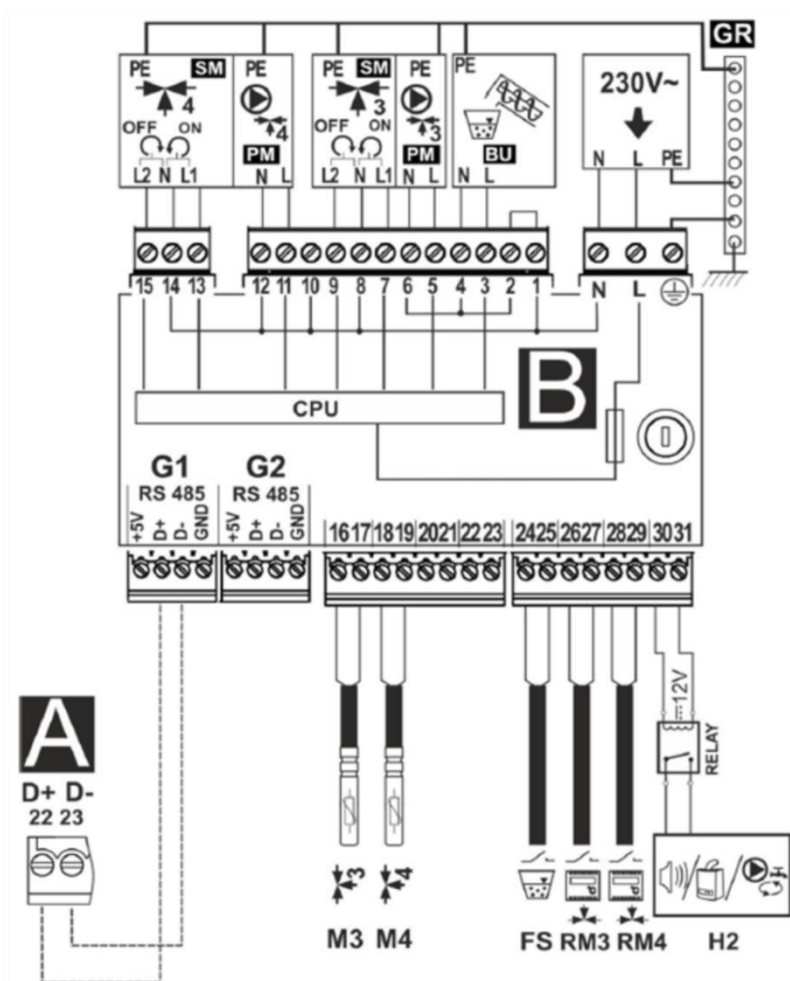 GR
PE SM PE PE SM PE PE 230V~
4 3
OFF ON 4 OFF ON 3
PM PM BU
L2 N L1 N L L2 N L1 N L N L N L PE
15 14 13 12 11 10 9 8 7 6 5 4 3 2 1 N L
B
CPU
G1 G2
RS 485 RS 485
+5V D+ D- GND +5V D+ D- GND 16 17 18 19 20 21 22 23 24 25 26 27 28 29 30 31
12V
A
RELAY
D+ D-
22 23
3 4
M3 M4 FS RM3 RM4 H2